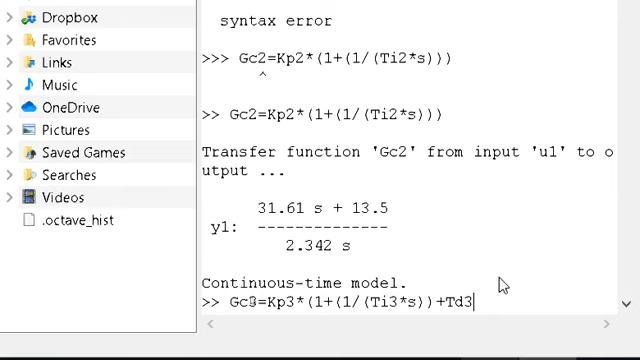 Dropbox
Favorites
Links
Music
OneDrive
Pictures
Saved Games
Searches
Videos
.octave_hist
syntax error
>>> Gc2=Kp2*(1+(1/(Ti2*s)))
^
>> Gc2=Kp2*(1+(1/(Ti2*s)))
Transfer function 'Gc2' from input 'u1' to o
utput ...
31.61 s + 13.5
y1: --------------
2.342 s
Continuous-time model.
>> Gc3=Kp3*(1+(1/(Ti3*s))+Td3